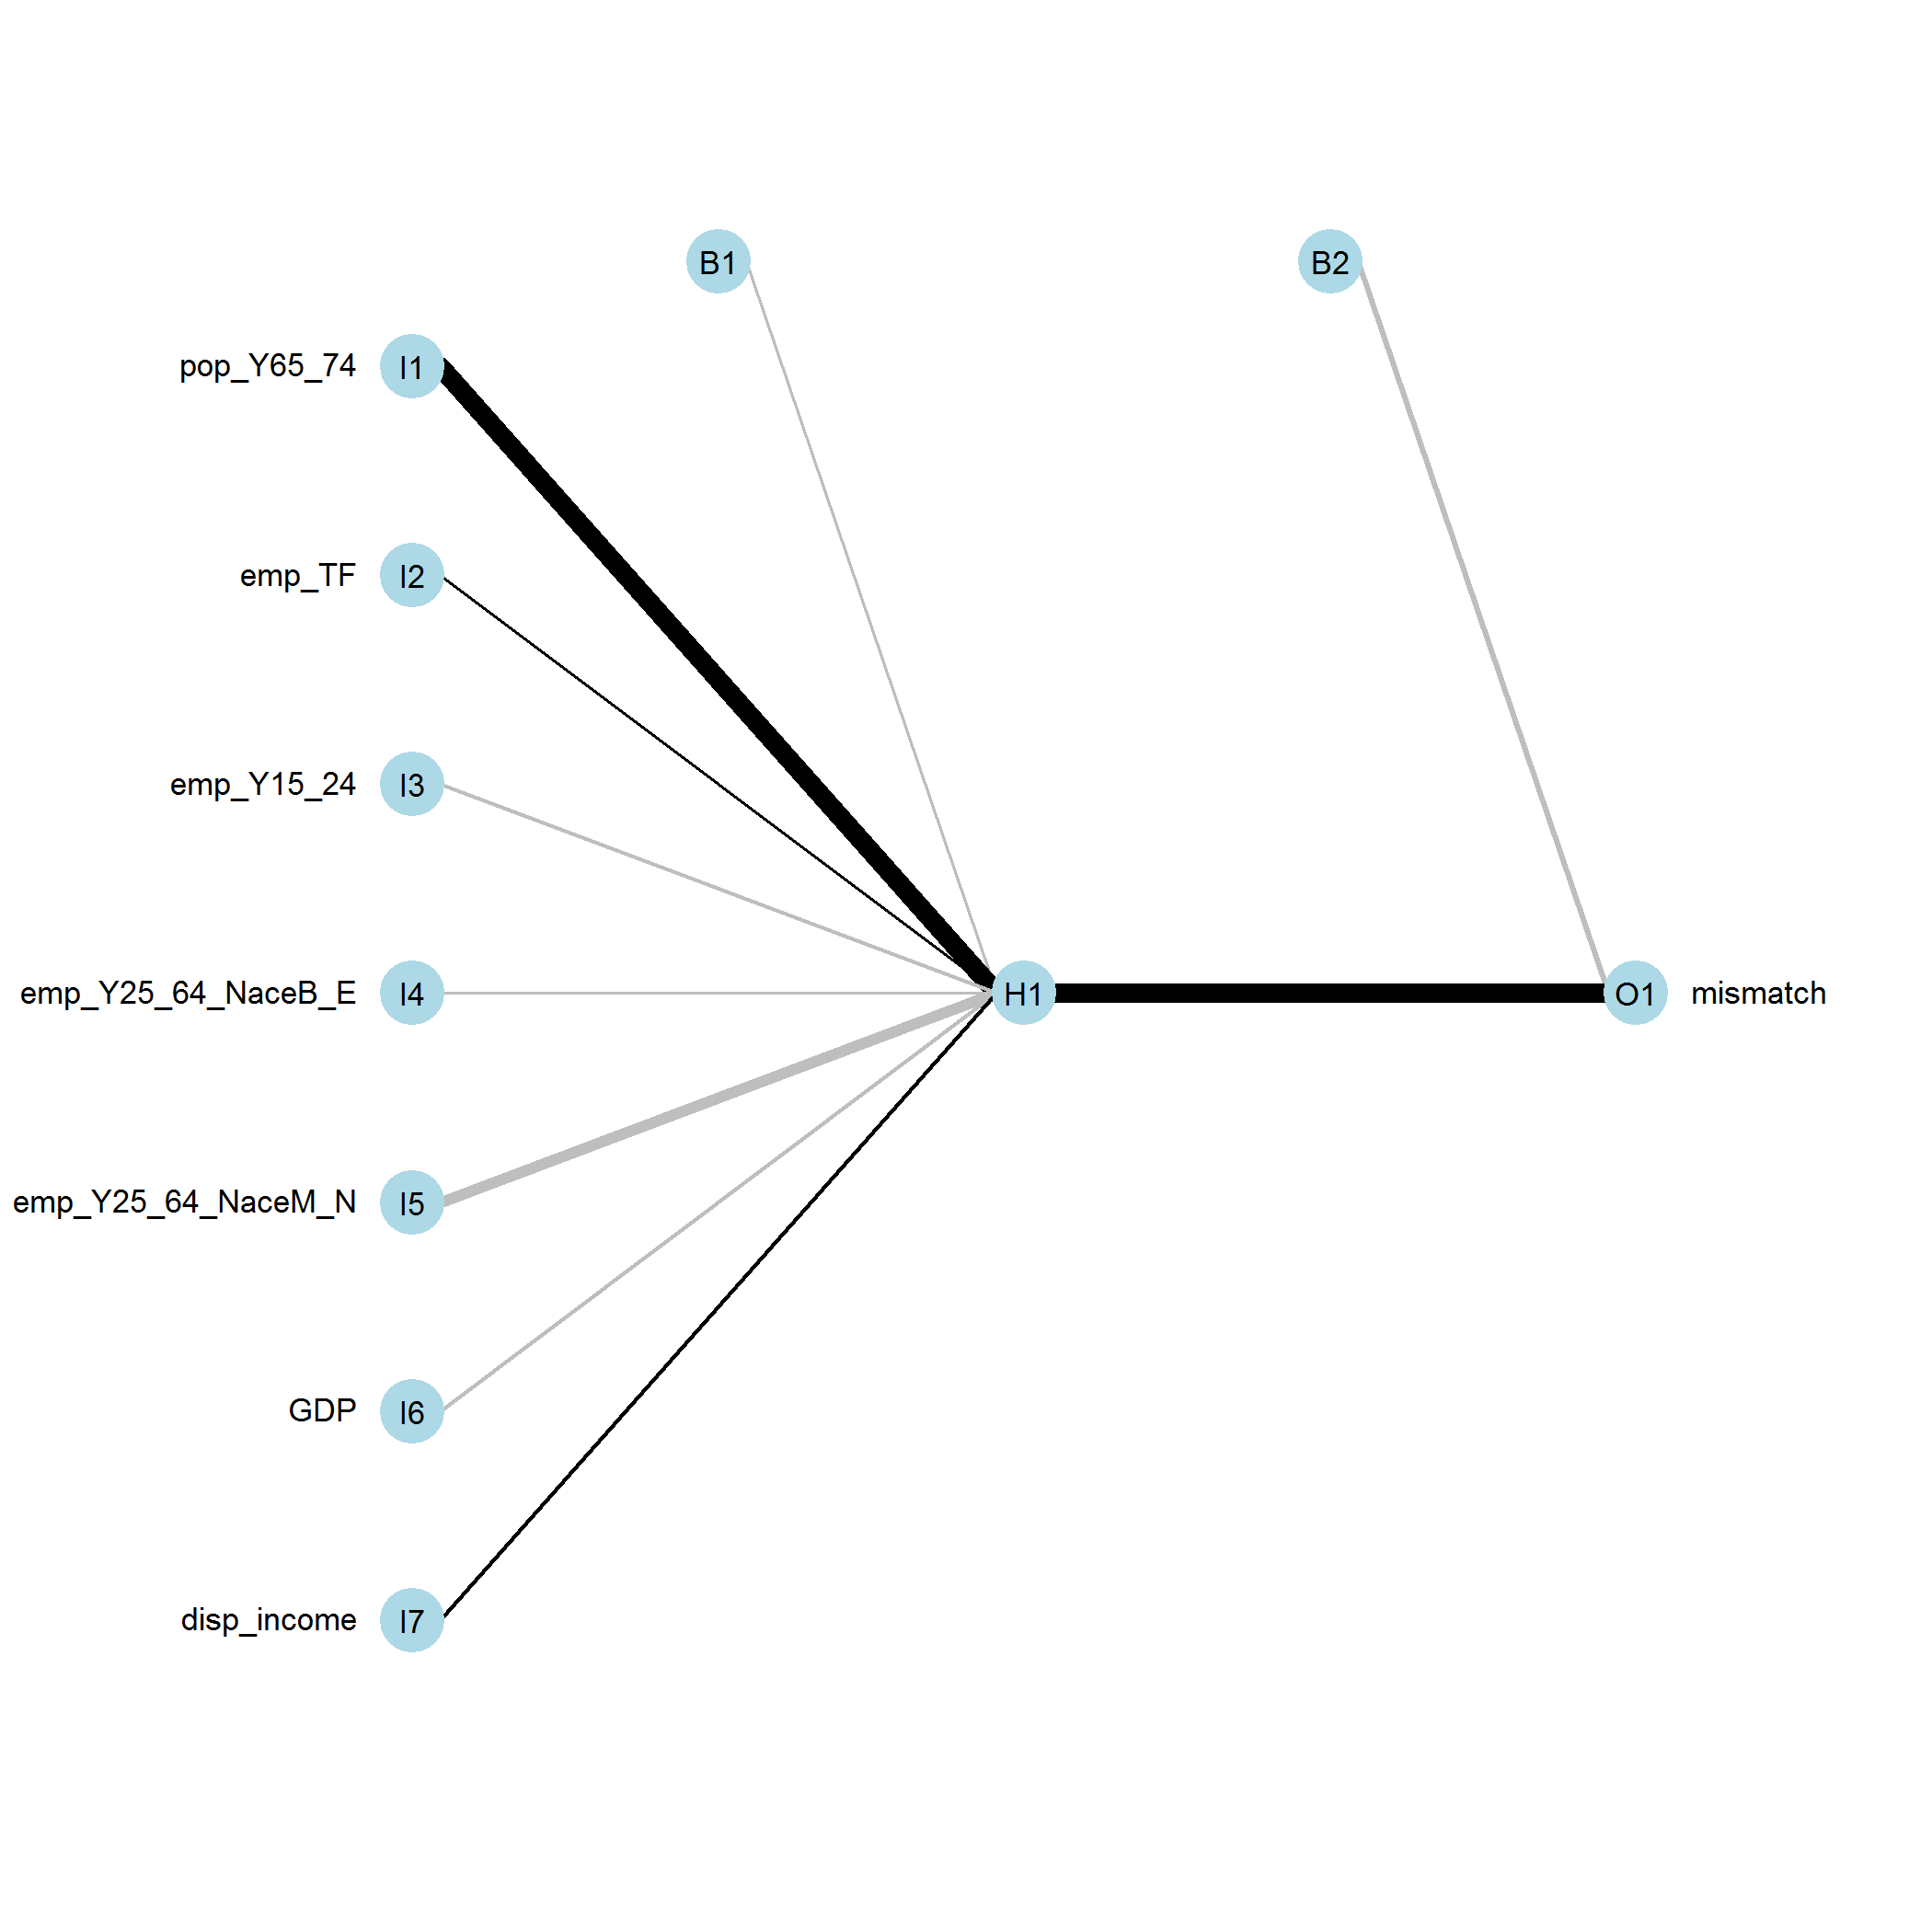 B1
B2
pop_Y65_74 I1
emp_TF I2
emp_Y15_24 I3
emp_Y25_64_NaceB_E I4
H1
O1 mismatch
emp_Y25_64_NaceM_N I5
GDP I6
disp_income I7